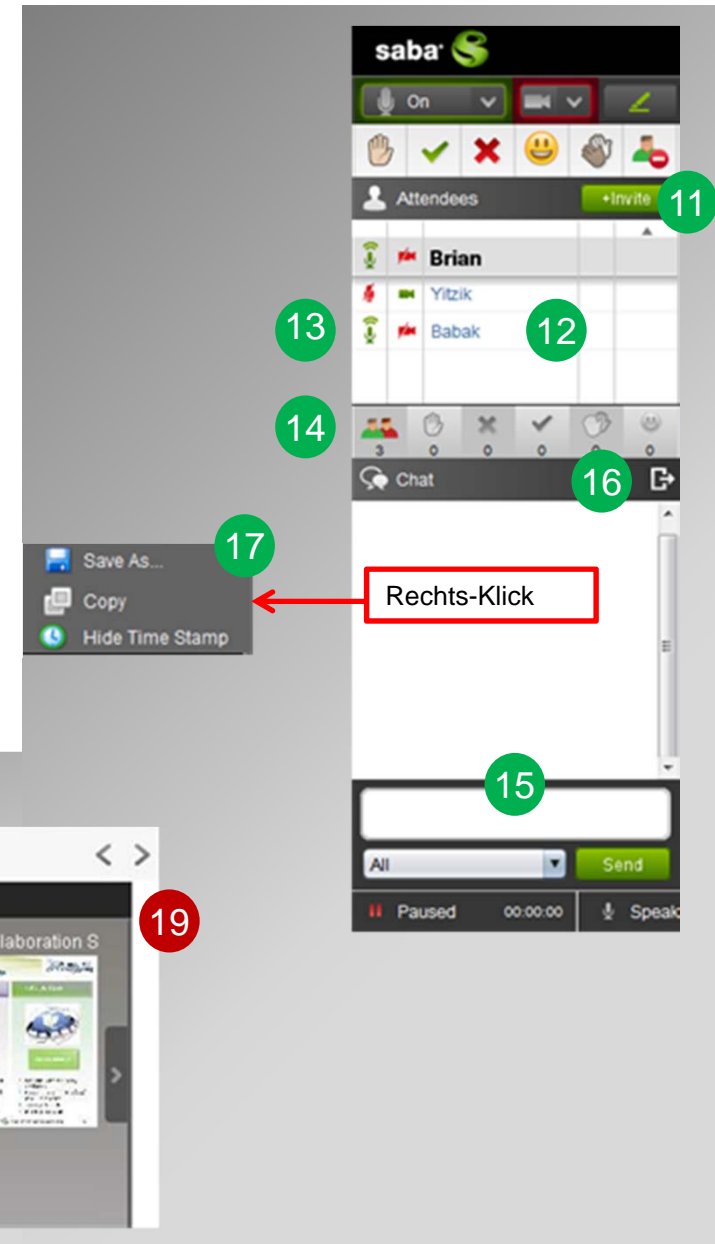 saba
On
Attendees
+Invite
11
Brian
Yitzik
13
Babak
12
14
3 0 0 0 0
Chat
16
17
Save As...
Copy
Hide Time Stamp
Rechts-Klick
15
All
Send
Paused 00:00:00 Speak
19
laboration S